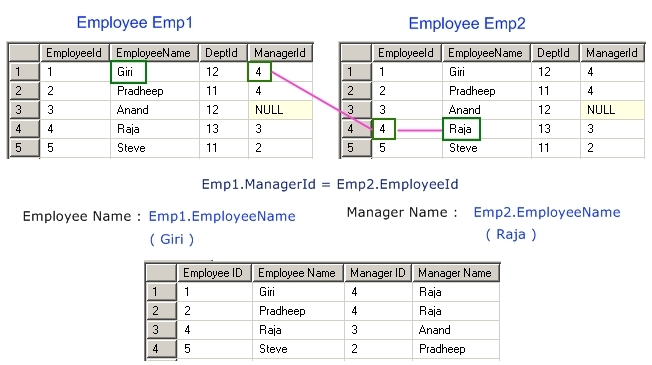 Employee Emp1
EmployeeId EmployeeName DeptId ManagerId
1 1 Giri 12 4
2 2 Pradheep 11 4
3 3 Anand 12 NULL
4 4 Raja 13 3
5 5 Steve 11 2
Employee Emp2
EmployeeId EmployeeName DeptId ManagerId
1 1 Giri 12 4
2 2 Pradheep 11 4
3 3 Anand 12 NULL
4 4 Raja 13 3
5 5 Steve 11 2
Emp1.ManagerId = Emp2.EmployeeId
Employee Name : Emp1.EmployeeName
( Giri )
Manager Name : Emp2.EmployeeName
( Raja )
Employee ID Employee Name Manager ID Manager Name
1 1 Giri 4 Raja
2 2 Pradheep 4 Raja
3 4 Raja 3 Anand
4 5 Steve 2 Pradheep